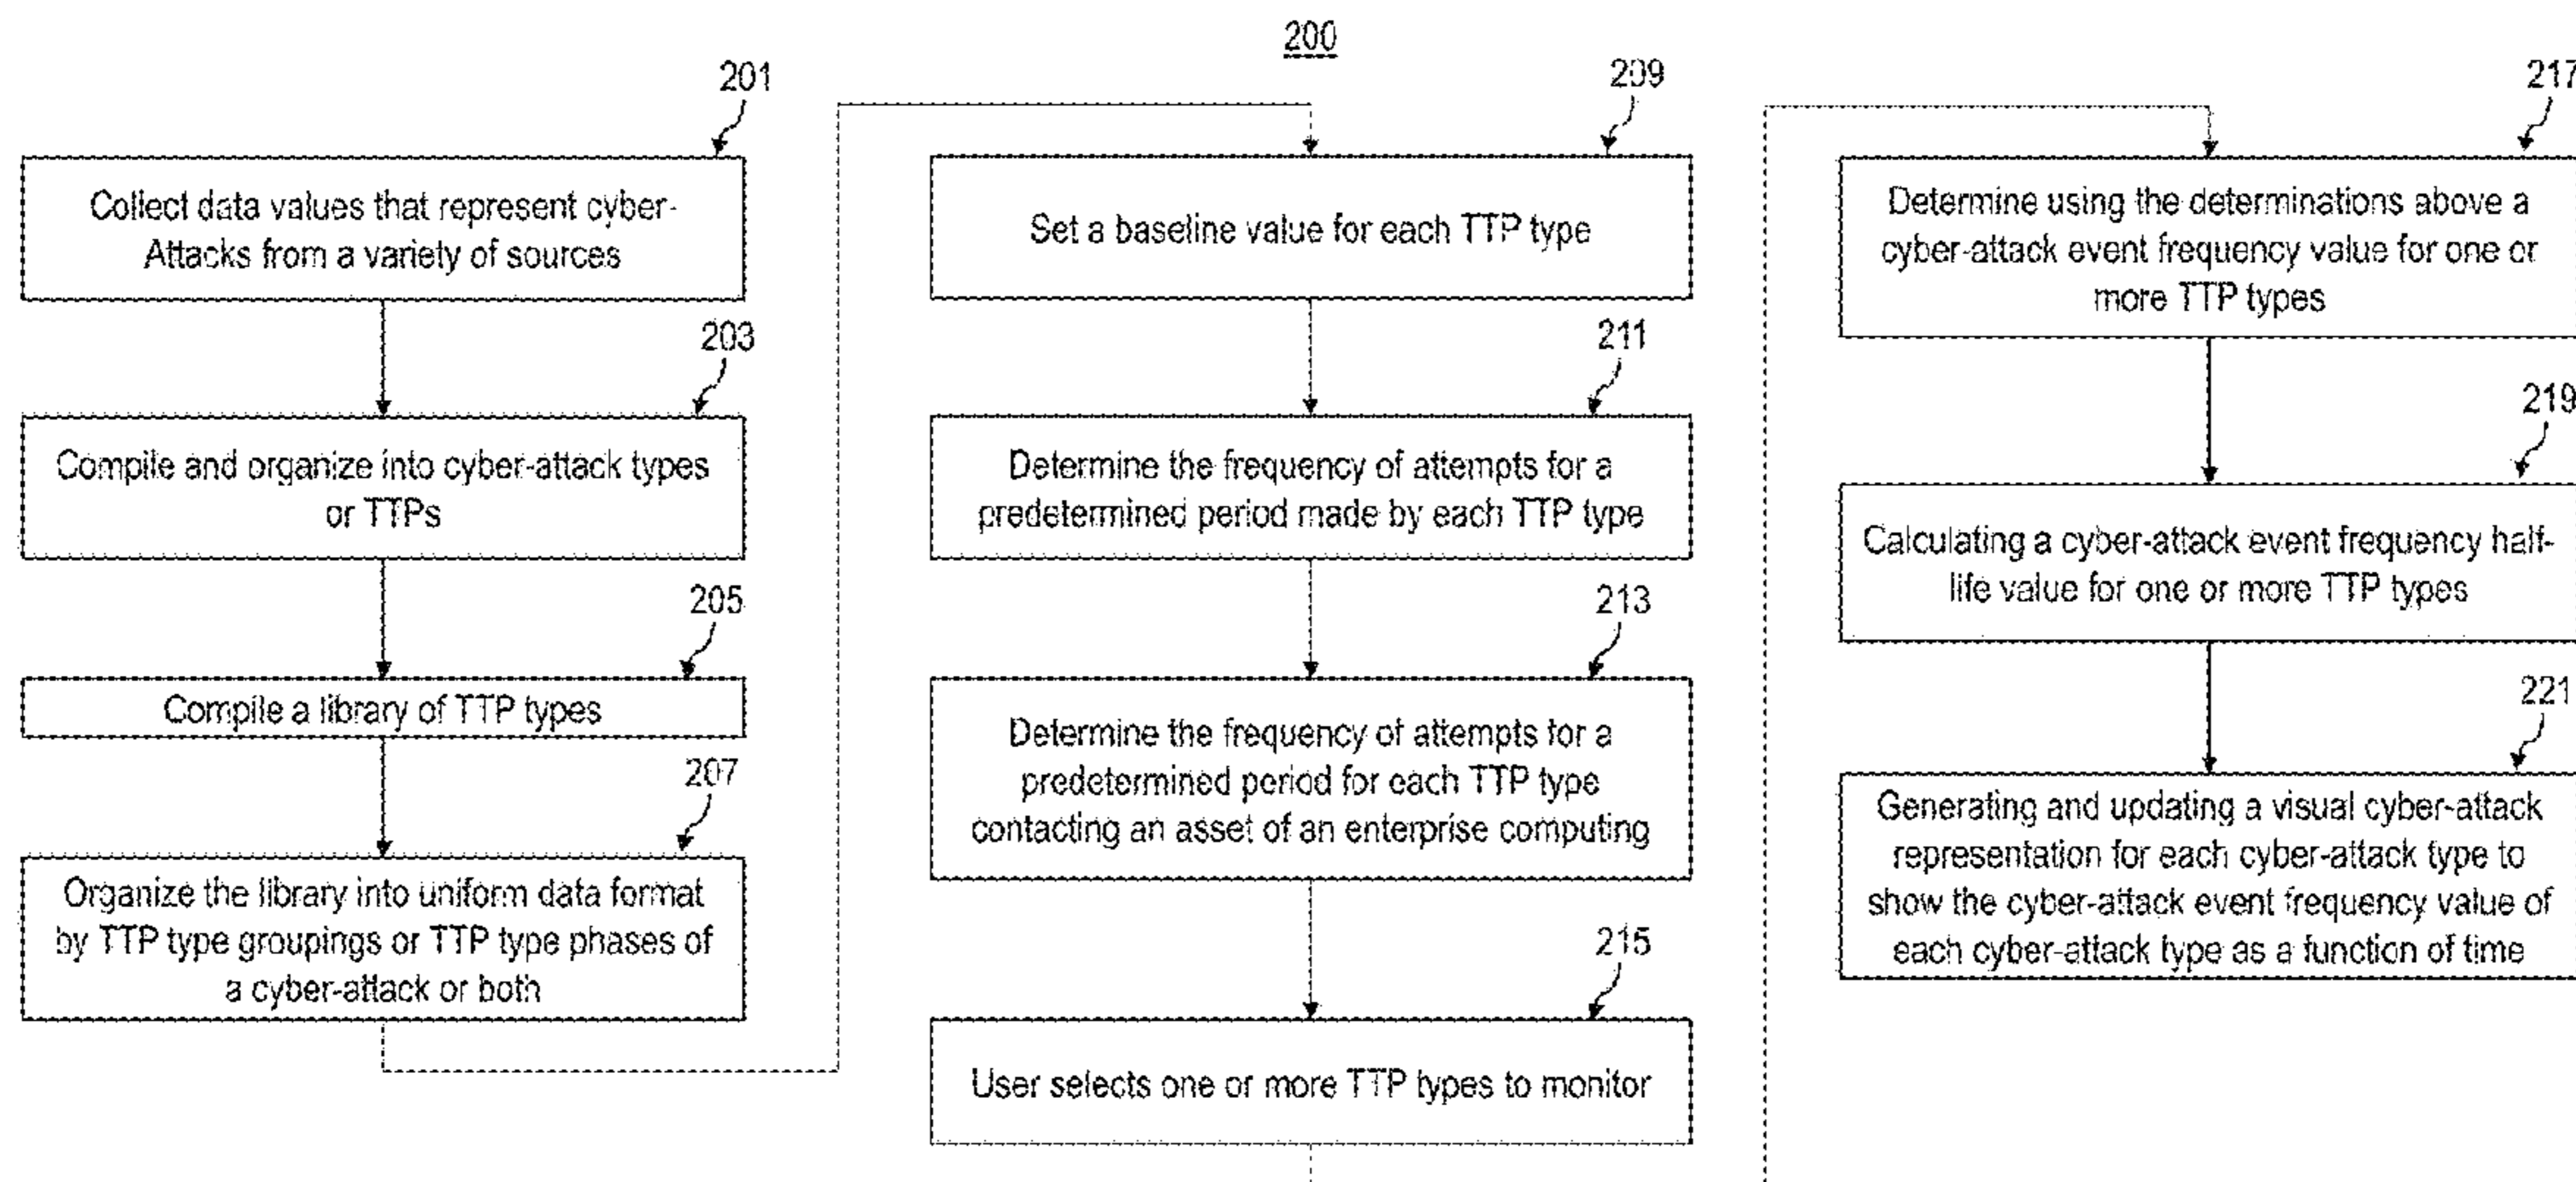 200
201
Collect data values that represent cyber-
Attacks from a variety of sources
203
Compile and organize into cyber-attack types
or TTPs
205
Compile a library of TTP types
207
Organize the library into uniform data format
by TTP type groupings or TTP type phases of
a cyber-attack or both
209
Set a baseline value for each TTP type
211
Determine the frequency of attempts for a
predetermined period made by each TTP type
213
Determine the frequency of attempts for a
predetermined period for each TTP type
contacting an asset of an enterprise computing
215
User selects one or more TTP types to monitor
217
Determine using the determinations above a
cyber-attack event frequency value for one or
more TTP types
219
Calculating a cyber-attack event frequency half-
life value for one or more TTP types
221
Generating and updating a visual cyber-attack
representation for each cyber-attack type to
show the cyber-attack event frequency value of
each cyber-attack type as a function of time